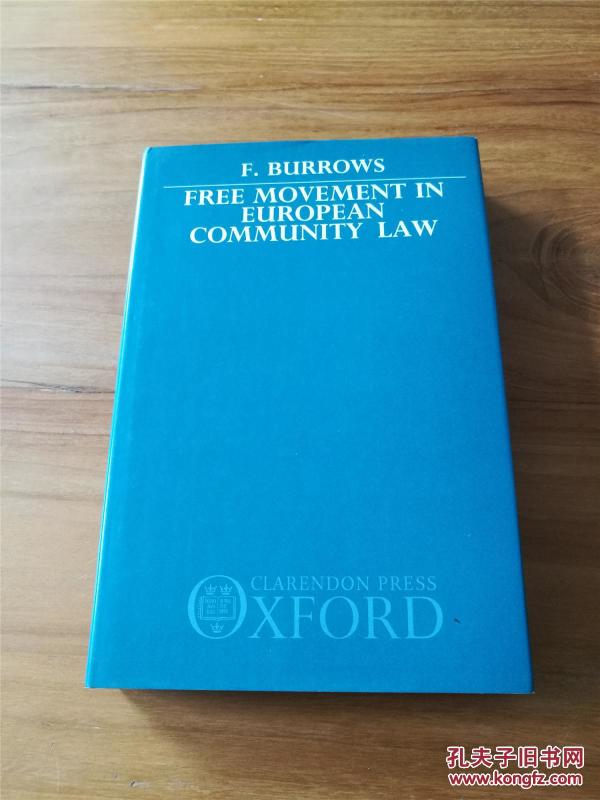 F. BURROWS
FREE MOVEMENT IN
EUROPEAN
COMMUNITY LAW
CLARENDON PRESS
OXFORD
孔夫子旧书网
www.kongfz.com